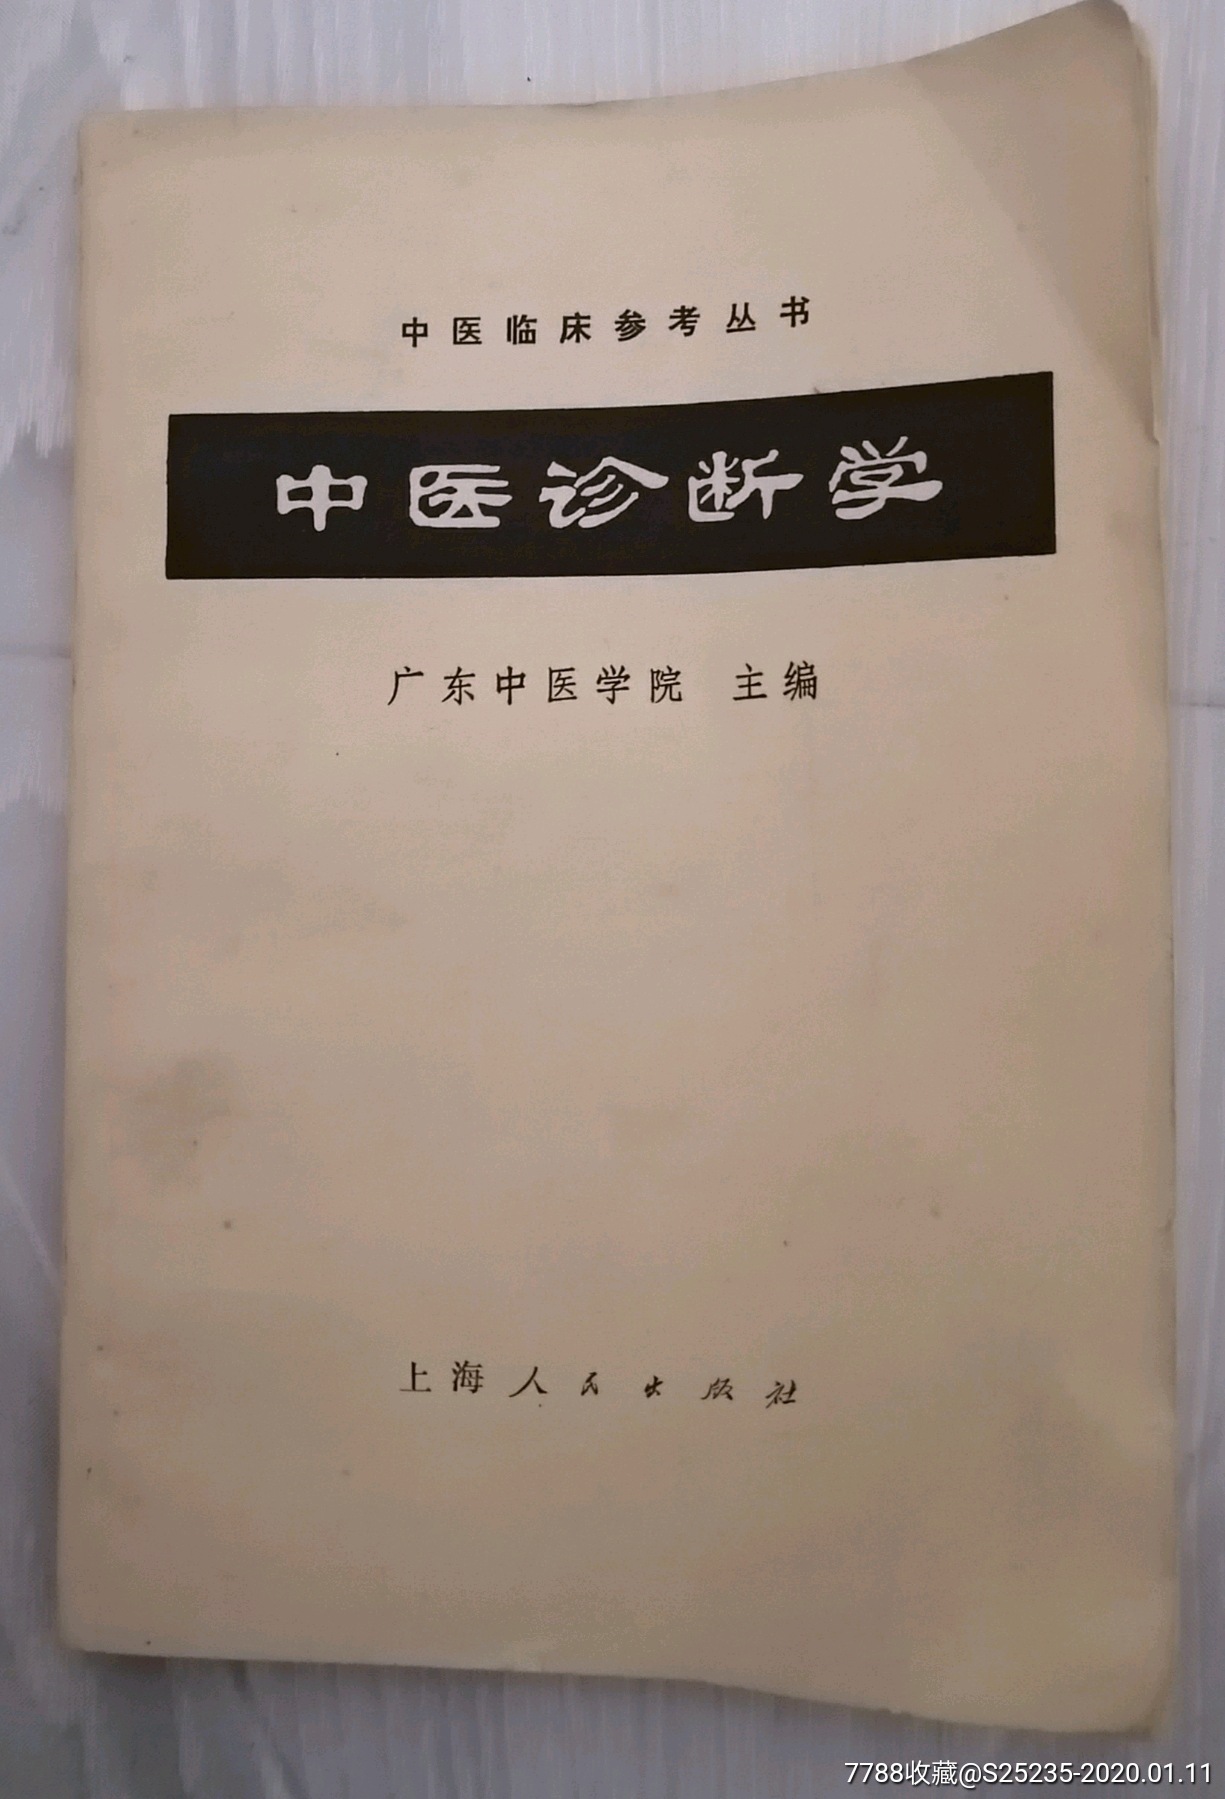 中医临床参考丛书
中医诊断学
广东中医学院 主编
上海人民出版社
7788收藏@S25235-2020.01.11